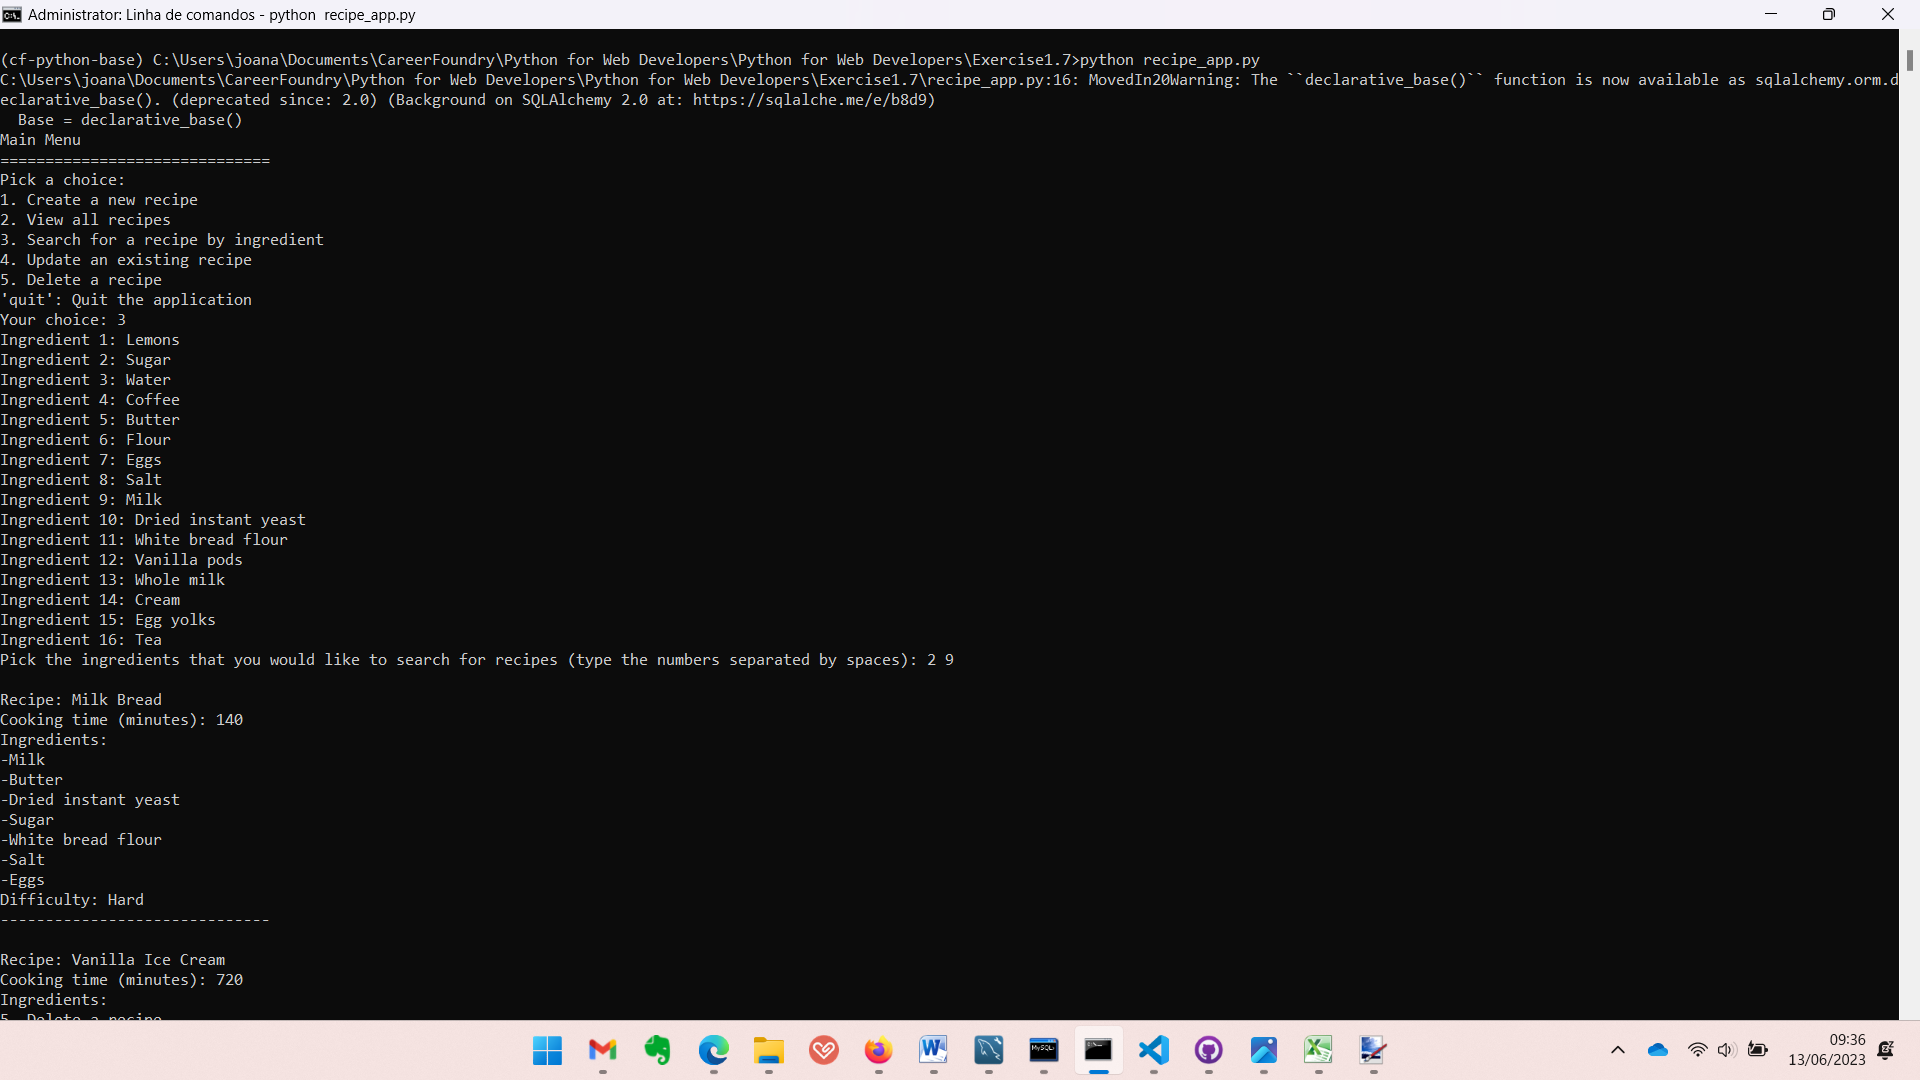 Administrator: Linha de comandos - python  recipe_app.py
(cf-python-base) C:\Users\joana\Documents\CareerFoundry\Python for Web Developers\Python for Web Developers\Exercise1.7>python recipe_app.py
C:\Users\joana\Documents\CareerFoundry\Python for Web Developers\Python for Web Developers\Exercise1.7\recipe_app.py:16: MovedIn20Warning: The ``declarative_base()`` function is now available as sqlalchemy.orm.d
eclarative_base(). (deprecated since: 2.0) (Background on SQLAlchemy 2.0 at: https://sqlalche.me/e/b8d9)
  Base = declarative_base()
Main Menu
==============================
Pick a choice:
1. Create a new recipe
2. View all recipes
3. Search for a recipe by ingredient
4. Update an existing recipe
5. Delete a recipe
'quit': Quit the application
Your choice: 3
Ingredient 1: Lemons
Ingredient 2: Sugar
Ingredient 3: Water
Ingredient 4: Coffee
Ingredient 5: Butter
Ingredient 6: Flour
Ingredient 7: Eggs
Ingredient 8: Salt
Ingredient 9: Milk
Ingredient 10: Dried instant yeast
Ingredient 11: White bread flour
Ingredient 12: Vanilla pods
Ingredient 13: Whole milk
Ingredient 14: Cream
Ingredient 15: Egg yolks
Ingredient 16: Tea
Pick the ingredients that you would like to search for recipes (type the numbers separated by spaces): 2 9
Recipe: Milk Bread
Cooking time (minutes): 140
Ingredients:
-Milk
-Butter
-Dried instant yeast
-Sugar
-White bread flour
-Salt
-Eggs
Difficulty: Hard
------------------------------
Recipe: Vanilla Ice Cream
Cooking time (minutes): 720
Ingredients:
5. Delete a recipe
MySQL
09:36
13/06/2023